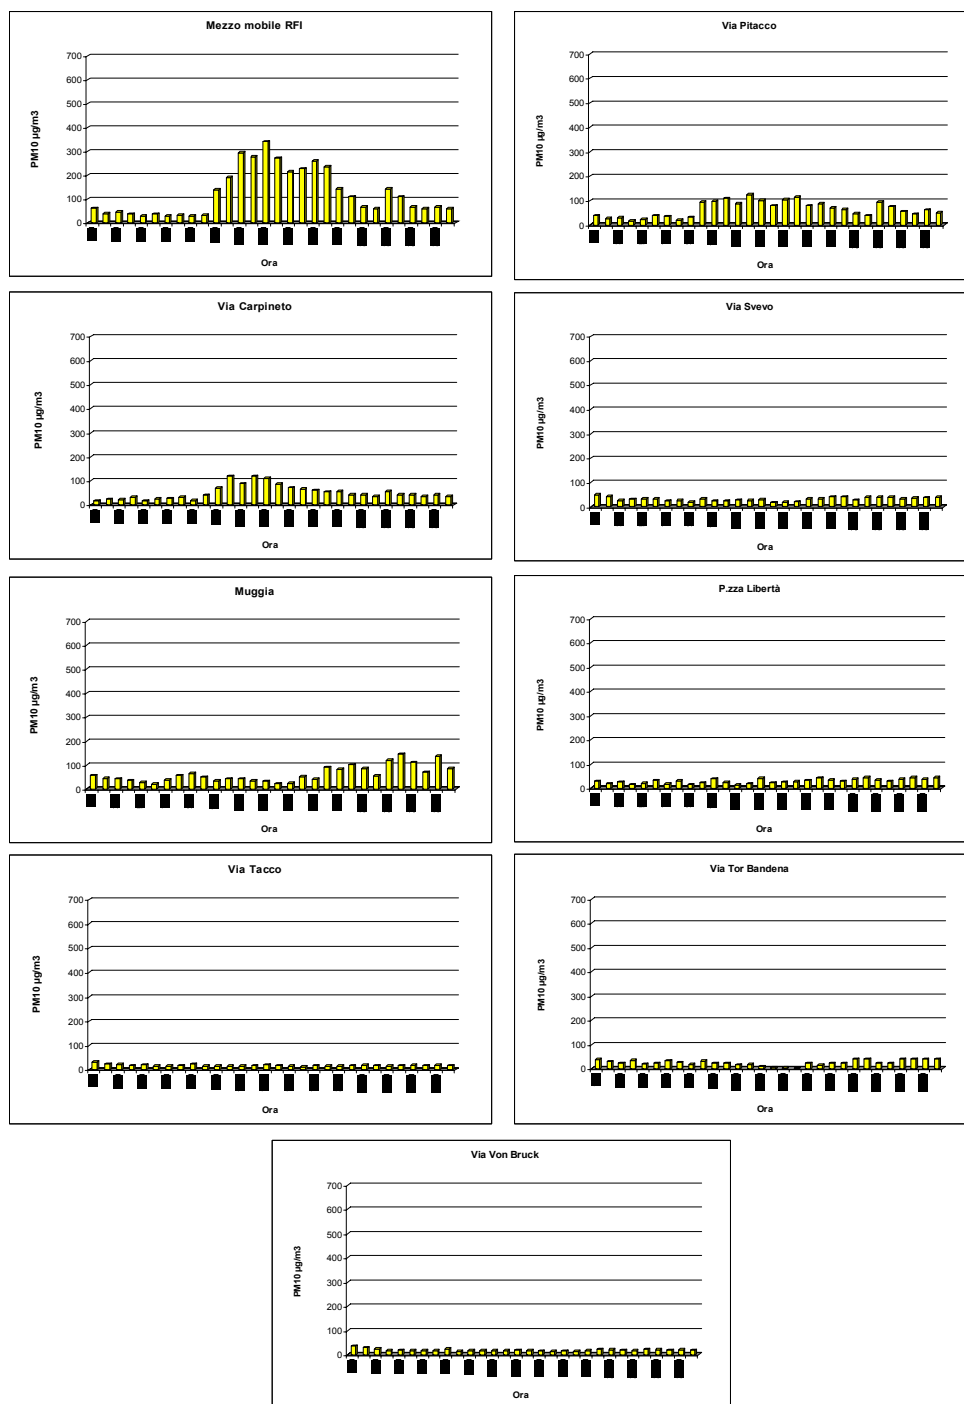 Mezzo mobile RFI
700
600
500
400
300
200
100
0
PM10 µg/m3
Ora
Via Pitacco
700
600
500
400
300
200
100
0
PM10 µg/m3
Ora
Via Carpineto
700
600
500
400
300
200
100
0
PM10 µg/m3
Ora
Via Svevo
700
600
500
400
300
200
100
0
PM10 µg/m3
Ora
Muggia
700
600
500
400
300
200
100
0
PM10 µg/m3
Ora
P.zza Libertà
700
600
500
400
300
200
100
0
PM10 µg/m3
Ora
Via Tacco
700
600
500
400
300
200
100
0
PM10 µg/m3
Ora
Via Tor Bandena
700
600
500
400
300
200
100
0
PM10 µg/m3
Ora
Via Von Bruck
700
600
500
400
300
200
100
0
PM10 µg/m3
Ora